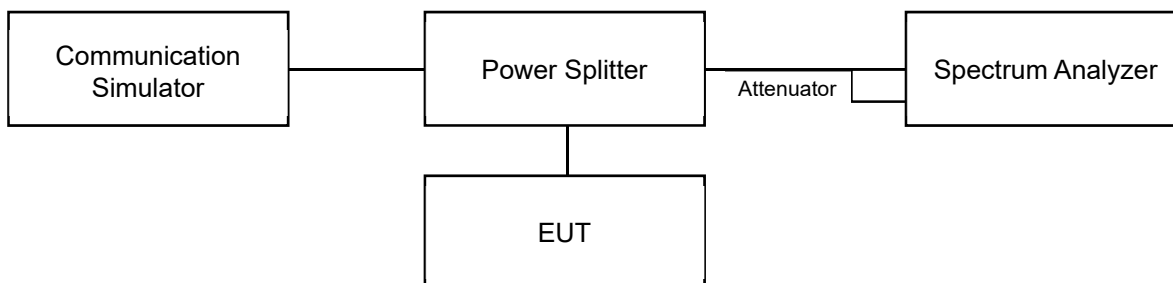 Communication
Simulator
Power Splitter
Attenuator
Spectrum Analyzer
EUT